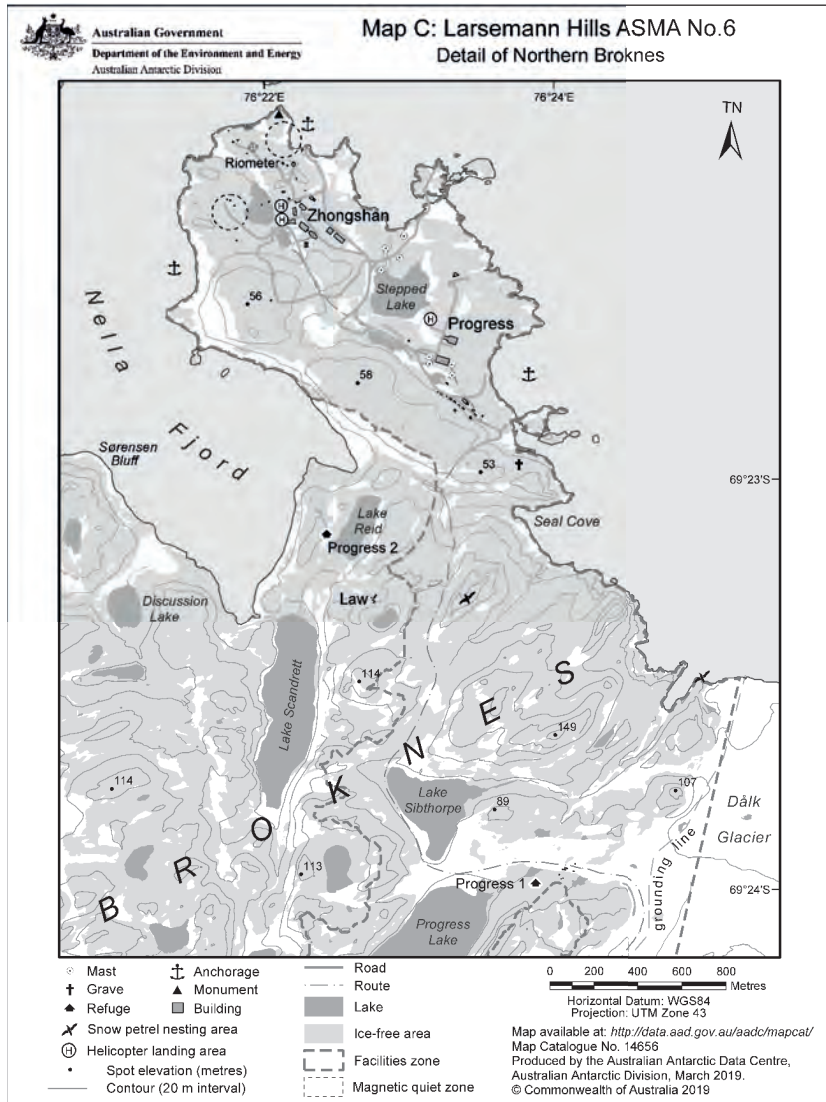 Australian Government
Department of the Environment and Energy
Australian Antarctic Division
Map C: Larsemann Hills ASMA No.6
Detail of Northern Broknes
76°22'E
76°24'E
TN
Riometer
H
H
Zhongshan
56
Stepped
Lake
H
Progress
Nella
Fjord
58
Sørensen
Bluff
53
69°23'S
Lake
Reid
Seal Cove
Progress 2
Discussion
Lake
Law
Lake Scandrett
114
BROKNES
149
114
Lake
Sibthorpe
89
107
Dålk
Glacier
113
grounding line
Progress 1
69°24'S
Progress
Lake
Mast
Grave
Refuge
Snow petrel nesting area
H Helicopter landing area
Spot elevation (metres)
Contour (20 m interval)
Anchorage
Monument
Building
Road
Route
Lake
Ice-free area
Facilities zone
Magnetic quiet zone
0 200 400 600 800
Metres
Horizontal Datum: WGS84
Projection: UTM Zone 43
Map available at: http://data.aad.gov.au/aadc/mapcat/
Map Catalogue No. 14656
Produced by the Australian Antarctic Data Centre,
Australian Antarctic Division, March 2019.
© Commonwealth of Australia 2019